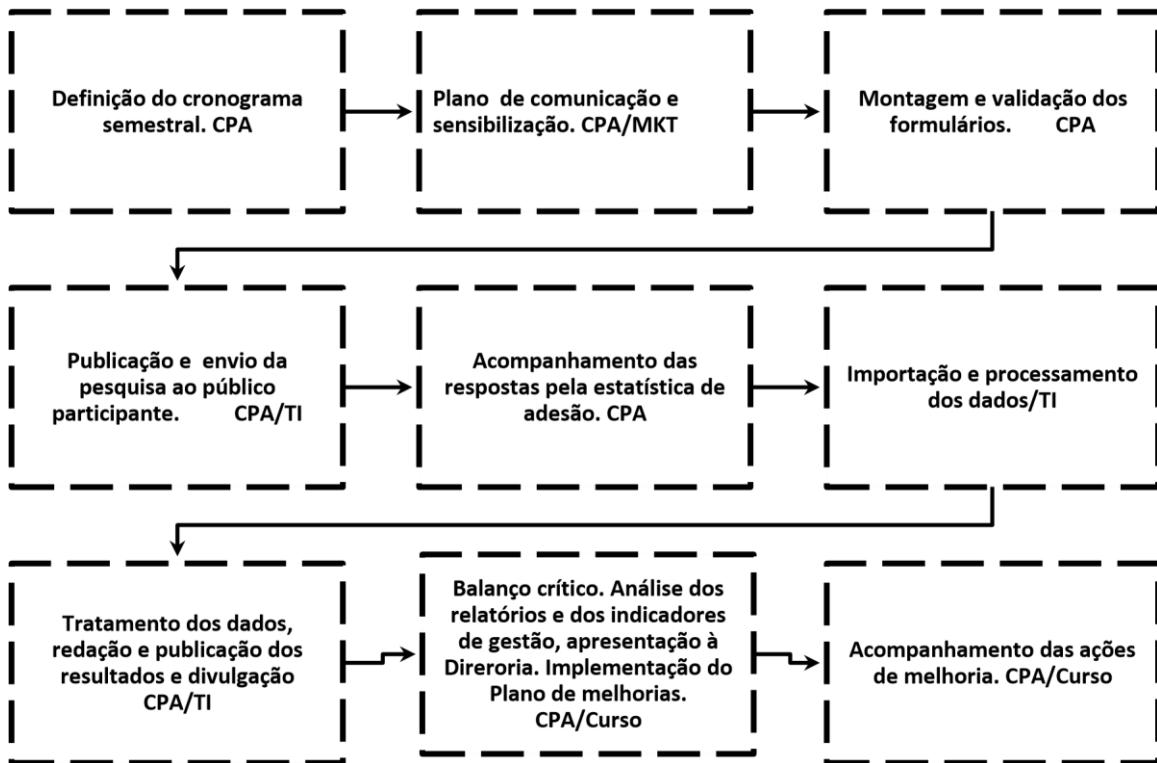 Definição do cronograma
semestral. CPA
Plano de comunicação e
sensibilização. CPA/MKT
Montagem e validação dos
formulários. CPA
Publicação e envio da
pesquisa ao público
participante. CPA/TI
Acompanhamento das
respostas pela estatística de
adesão. CPA
Importação e processamento
dos dados/TI
Tratamento dos dados,
redação e publicação dos
resultados e divulgação
CPA/TI
Balanço crítico. Análise dos
relatórios e dos indicadores
de gestão, apresentação à
Direroria. Implementação do
Plano de melhorias.
CPA/Curso
Acompanhamento das ações
de melhoria. CPA/Curso